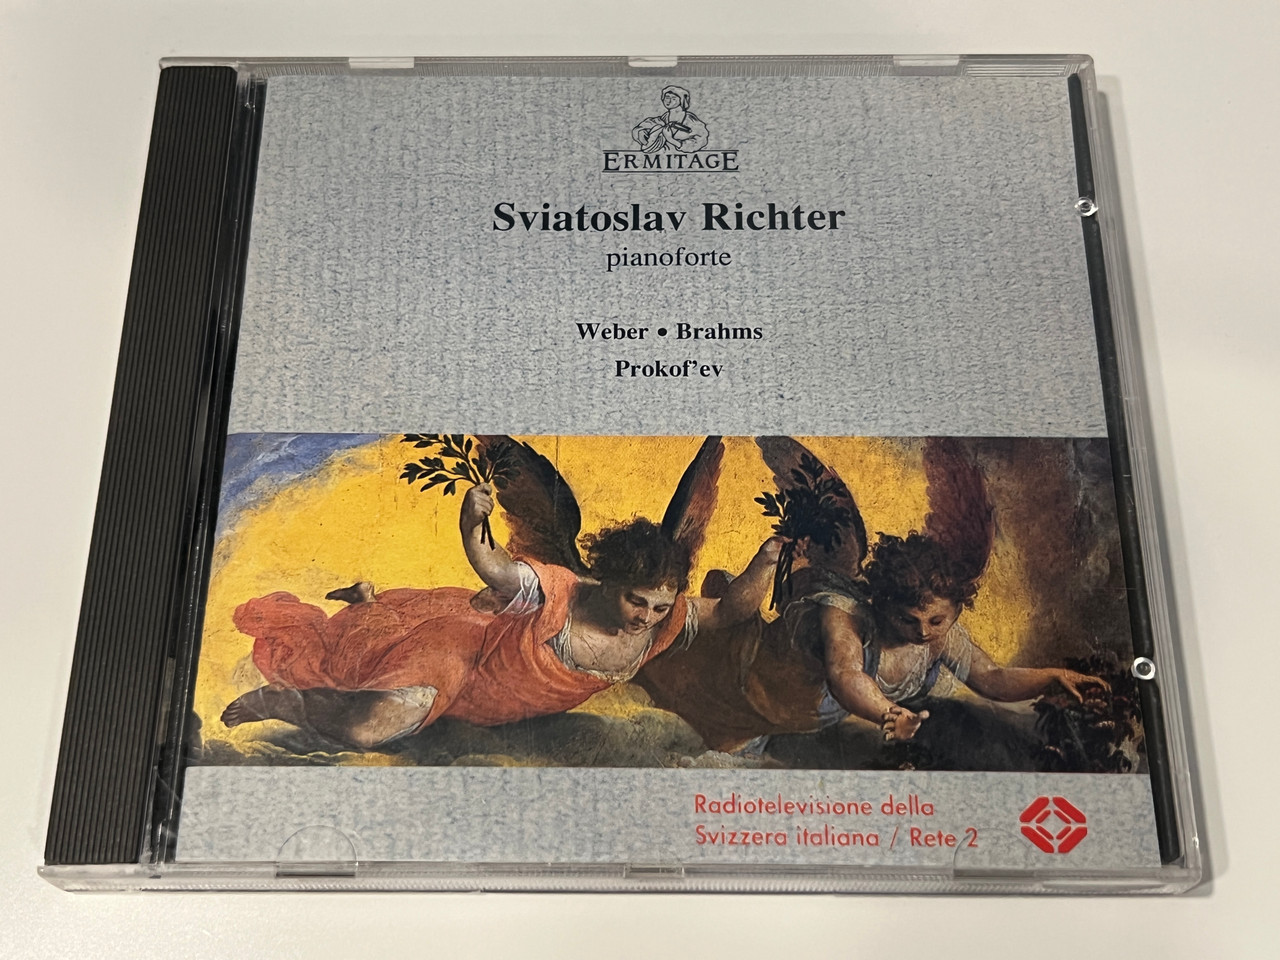 ERMITAGE
Sviatoslav Richter
pianoforte
Weber • Brahms
Prokof'ev
Radiotelevisione della
Svizzera italiana / Rete 2